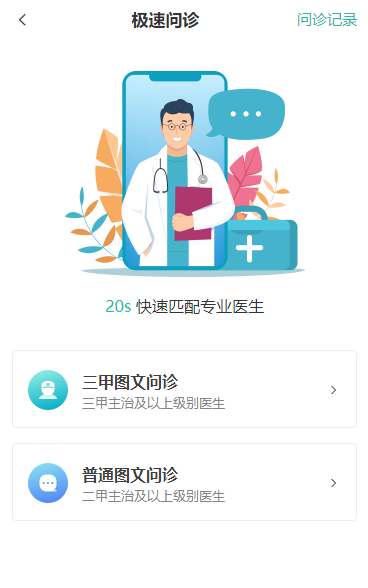 极速问诊
问诊记录
20s 快速匹配专业医生
三甲图文问诊
三甲主治及以上级别医生
普通图文问诊
二甲主治及以上级别医生